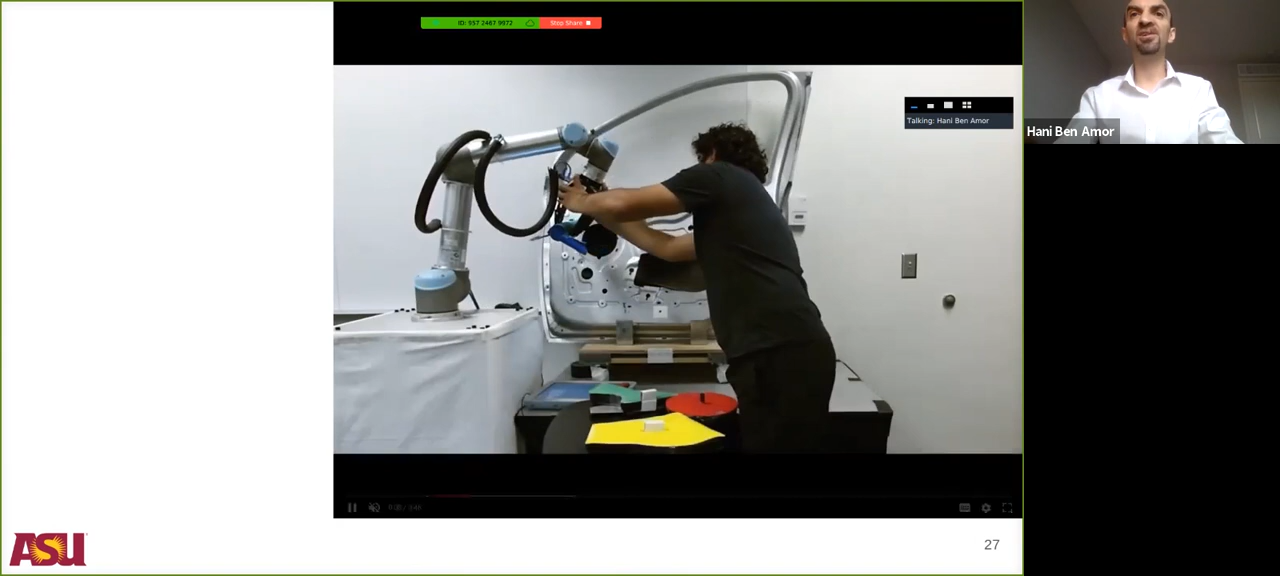 ID: 957 2467 9972
Stop Share
Talking: Hani Ben Amor
Hani Ben Amor
ASU
27